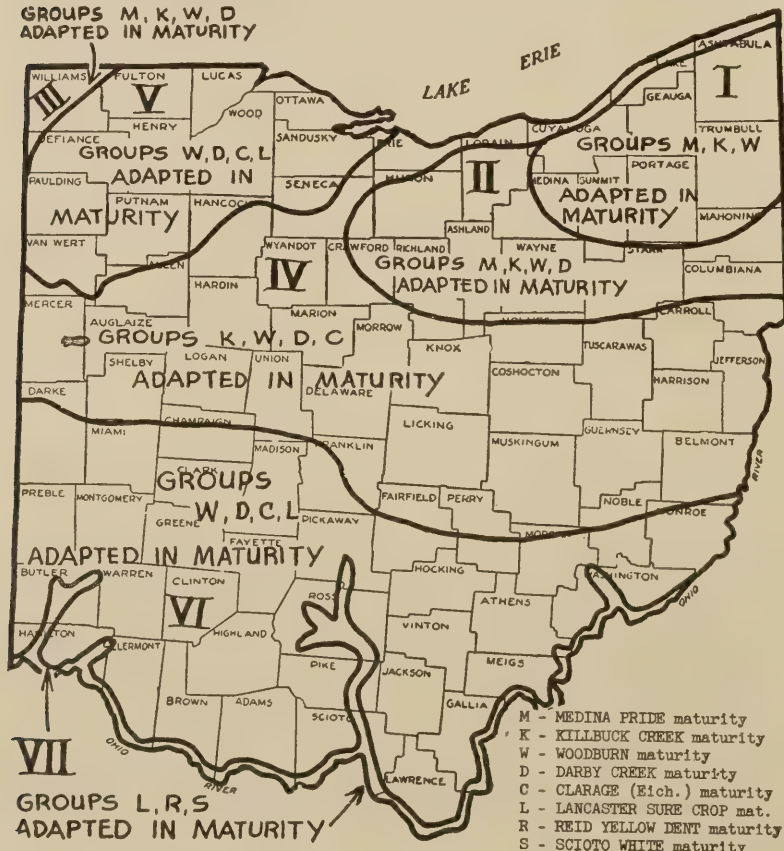 GROUPS M, K, W, D
ADAPTED IN MATURITY
LAKE ERIE
ASHTABULA
LAKE
I
WILLIAMS
FULTON
LUCAS
III
V
GEAUGA
OTTAWA
WOOD
CUYAHOGA
TRUMBULL
HENRY
SANDUSKY
ERIE
LORAIN
GROUPS M, K, W
DEFIANCE
GROUPS W, D, C, L
ADAPTED IN
MATURITY
II
PORTAGE
SENECA
HURON
MEDINA
SUMMIT
ADAPTED IN
MATURITY
PAULDING
PUTNAM
HANCOCK
MAHONING
ASHLAND
VAN WERT
WYANDOT
CRAWFORD
RICHLAND
WAYNE
STARK
ALLEN
IV
GROUPS M, K, W, D
ADAPTED IN MATURITY
COLUMBIANA
HARDIN
MERCER
MARION
HOLMES
CARROLL
AUGLAIZE
MORROW
GROUPS K, W, D, C
KNOX
TUSCARAWAS
JEFFERSON
SHELBY
LOGAN
UNION
COSHOCTON
ADAPTED IN MATURITY
HARRISON
DELAWARE
DARKE
CHAMPAIGN
LICKING
MIAMI
MADISON
FRANKLIN
MUSKINGUM
GUERNSEY
BELMONT
CLARK
RIVER
GROUPS
W, D, C, L
PREBLE
MONTGOMERY
FAIRFIELD
PERRY
NOBLE
GREENE
PICKAWAY
MONROE
MORGAN
FAYETTE
ADAPTED IN MATURITY
HOCKING
BUTLER
WARREN
CLINTON
WASHINGTON
ROSS
ATHENS
OHIO
VI
VINTON
HAMILTON
HIGHLAND
CLERMONT
MEIGS
PIKE
JACKSON
BROWN
ADAMS
SCIOTO
GALLIA
VII
OHIO
RIVER
LAWRENCE
GROUPS L, R, S
ADAPTED IN MATURITY
M - MEDINA PRIDE maturity
K - KILLBUCK CREEK maturity
W - WOODBURN maturity
D - DARBY CREEK maturity
C - CLARAGE (Eich.) maturity
L - LANCASTER SURE CROP mat.
R - REID YELLOW DENT maturity
S - SCIOTO WHITE maturity